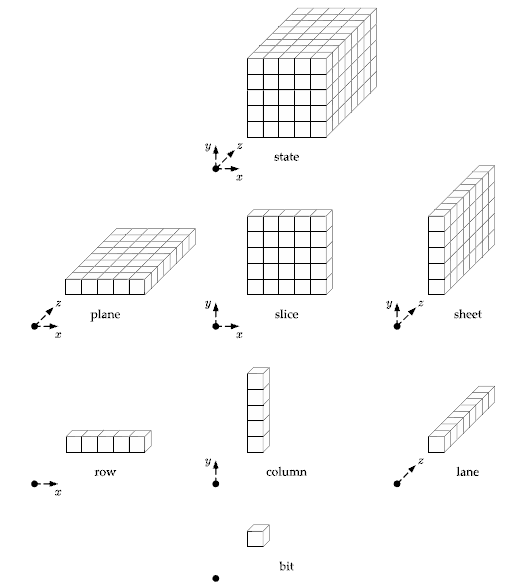 y
z
x
state
z
x
plane
y
x
slice
y
z
sheet
x
row
y
column
z
lane
bit